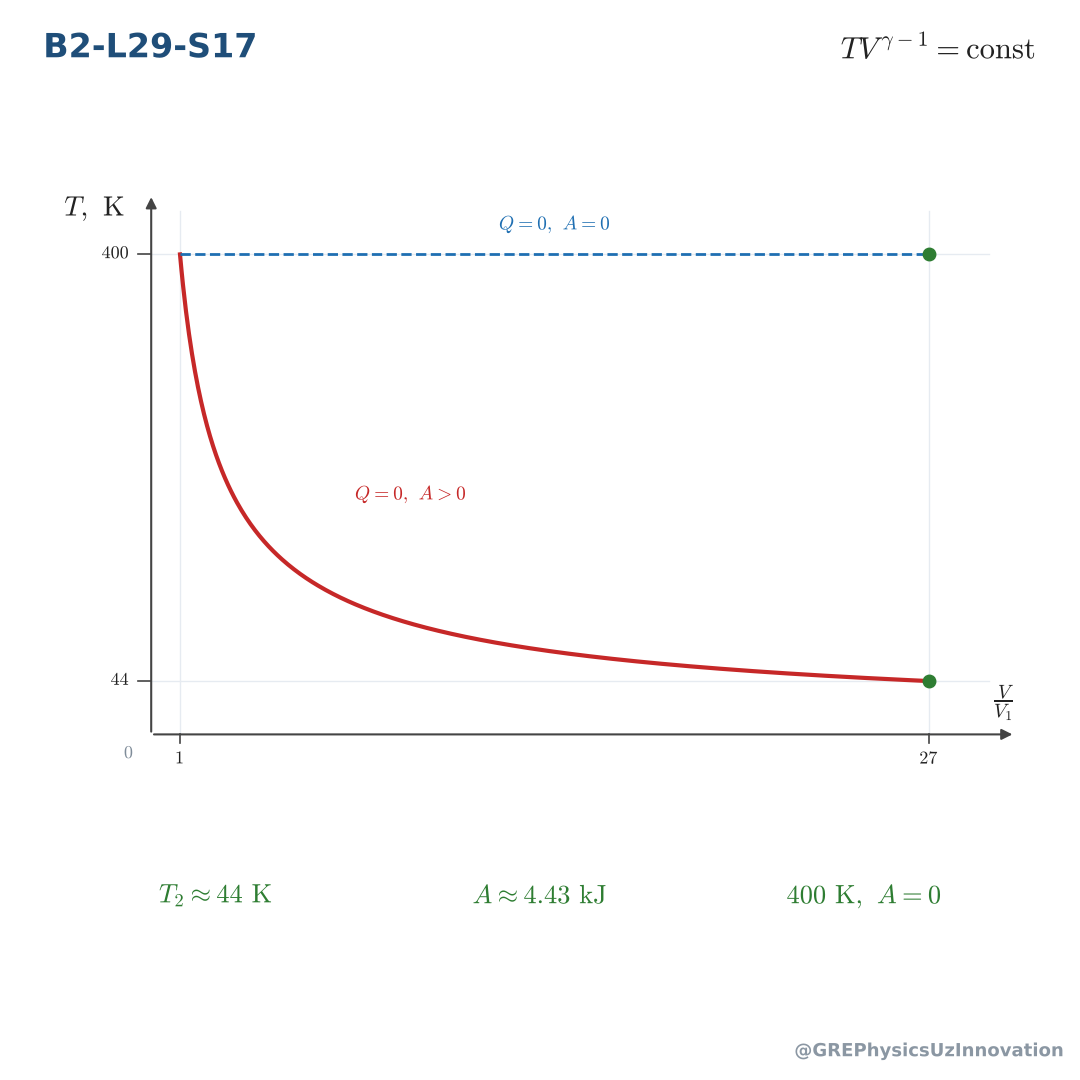 B2-L29-S17
TV^{γ−1} = const
T, K
Q = 0, A = 0
400
Q = 0, A > 0
44
V/V₁
0
1
27
T₂ ≈ 44 K
A ≈ 4.43 kJ
400 K, A = 0
@GREPhysicsUzInnovation